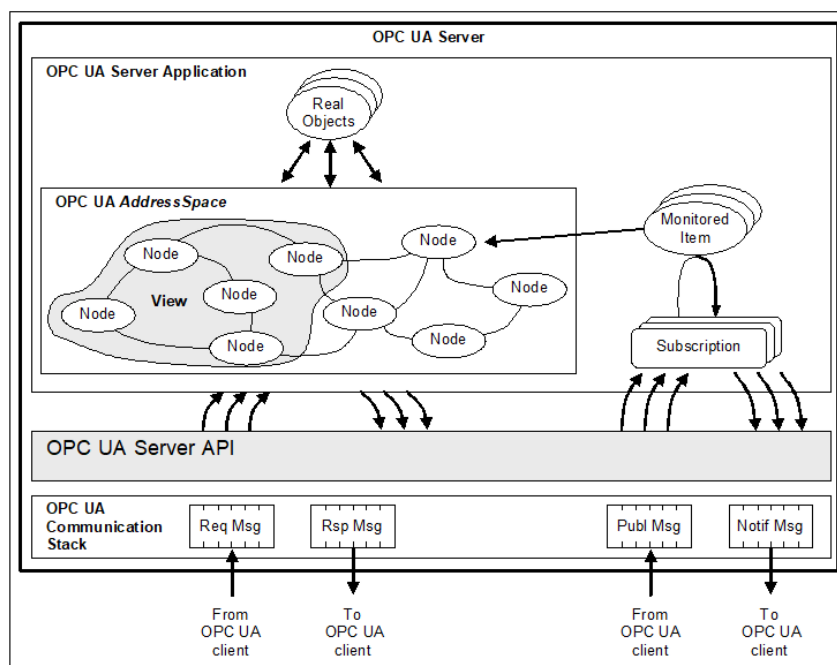 OPC UA Server
OPC UA Server Application
Real
Objects
OPC UA AddressSpace
Monitored
Item
Node
Node
Node
View
Node
Node
Node
Node
Node
Node
Subscription
OPC UA Server API
OPC UA
Communication
Stack
Req Msg
Rsp Msg
Publ Msg
Notif Msg
From
OPC UA
client
To
OPC UA
client
From
OPC UA
client
To
OPC UA
client